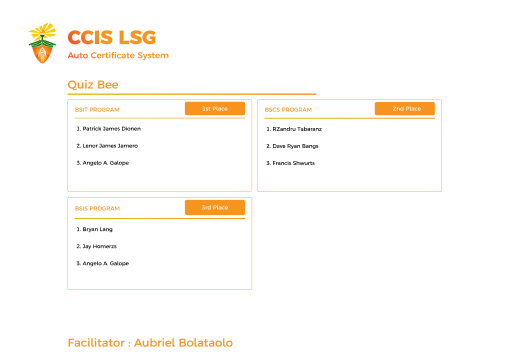 CCIS LSG
Auto Certificate System
Quiz Bee
BSIT PROGRAM 1st Place
1. Patrick James Dionen
2. Lenor James Jamero
3. Angelo A. Galope
BSCS PROGRAM 2nd Place
1. RZandru Tabaranz
2. Dave Ryan Bangs
3. Francis Shwurts
BSIS PROGRAM 3rd Place
1. Bryan Lang
2. Jay Homerzs
3. Angelo A. Galope
Facilitator : Aubriel Bolataolo